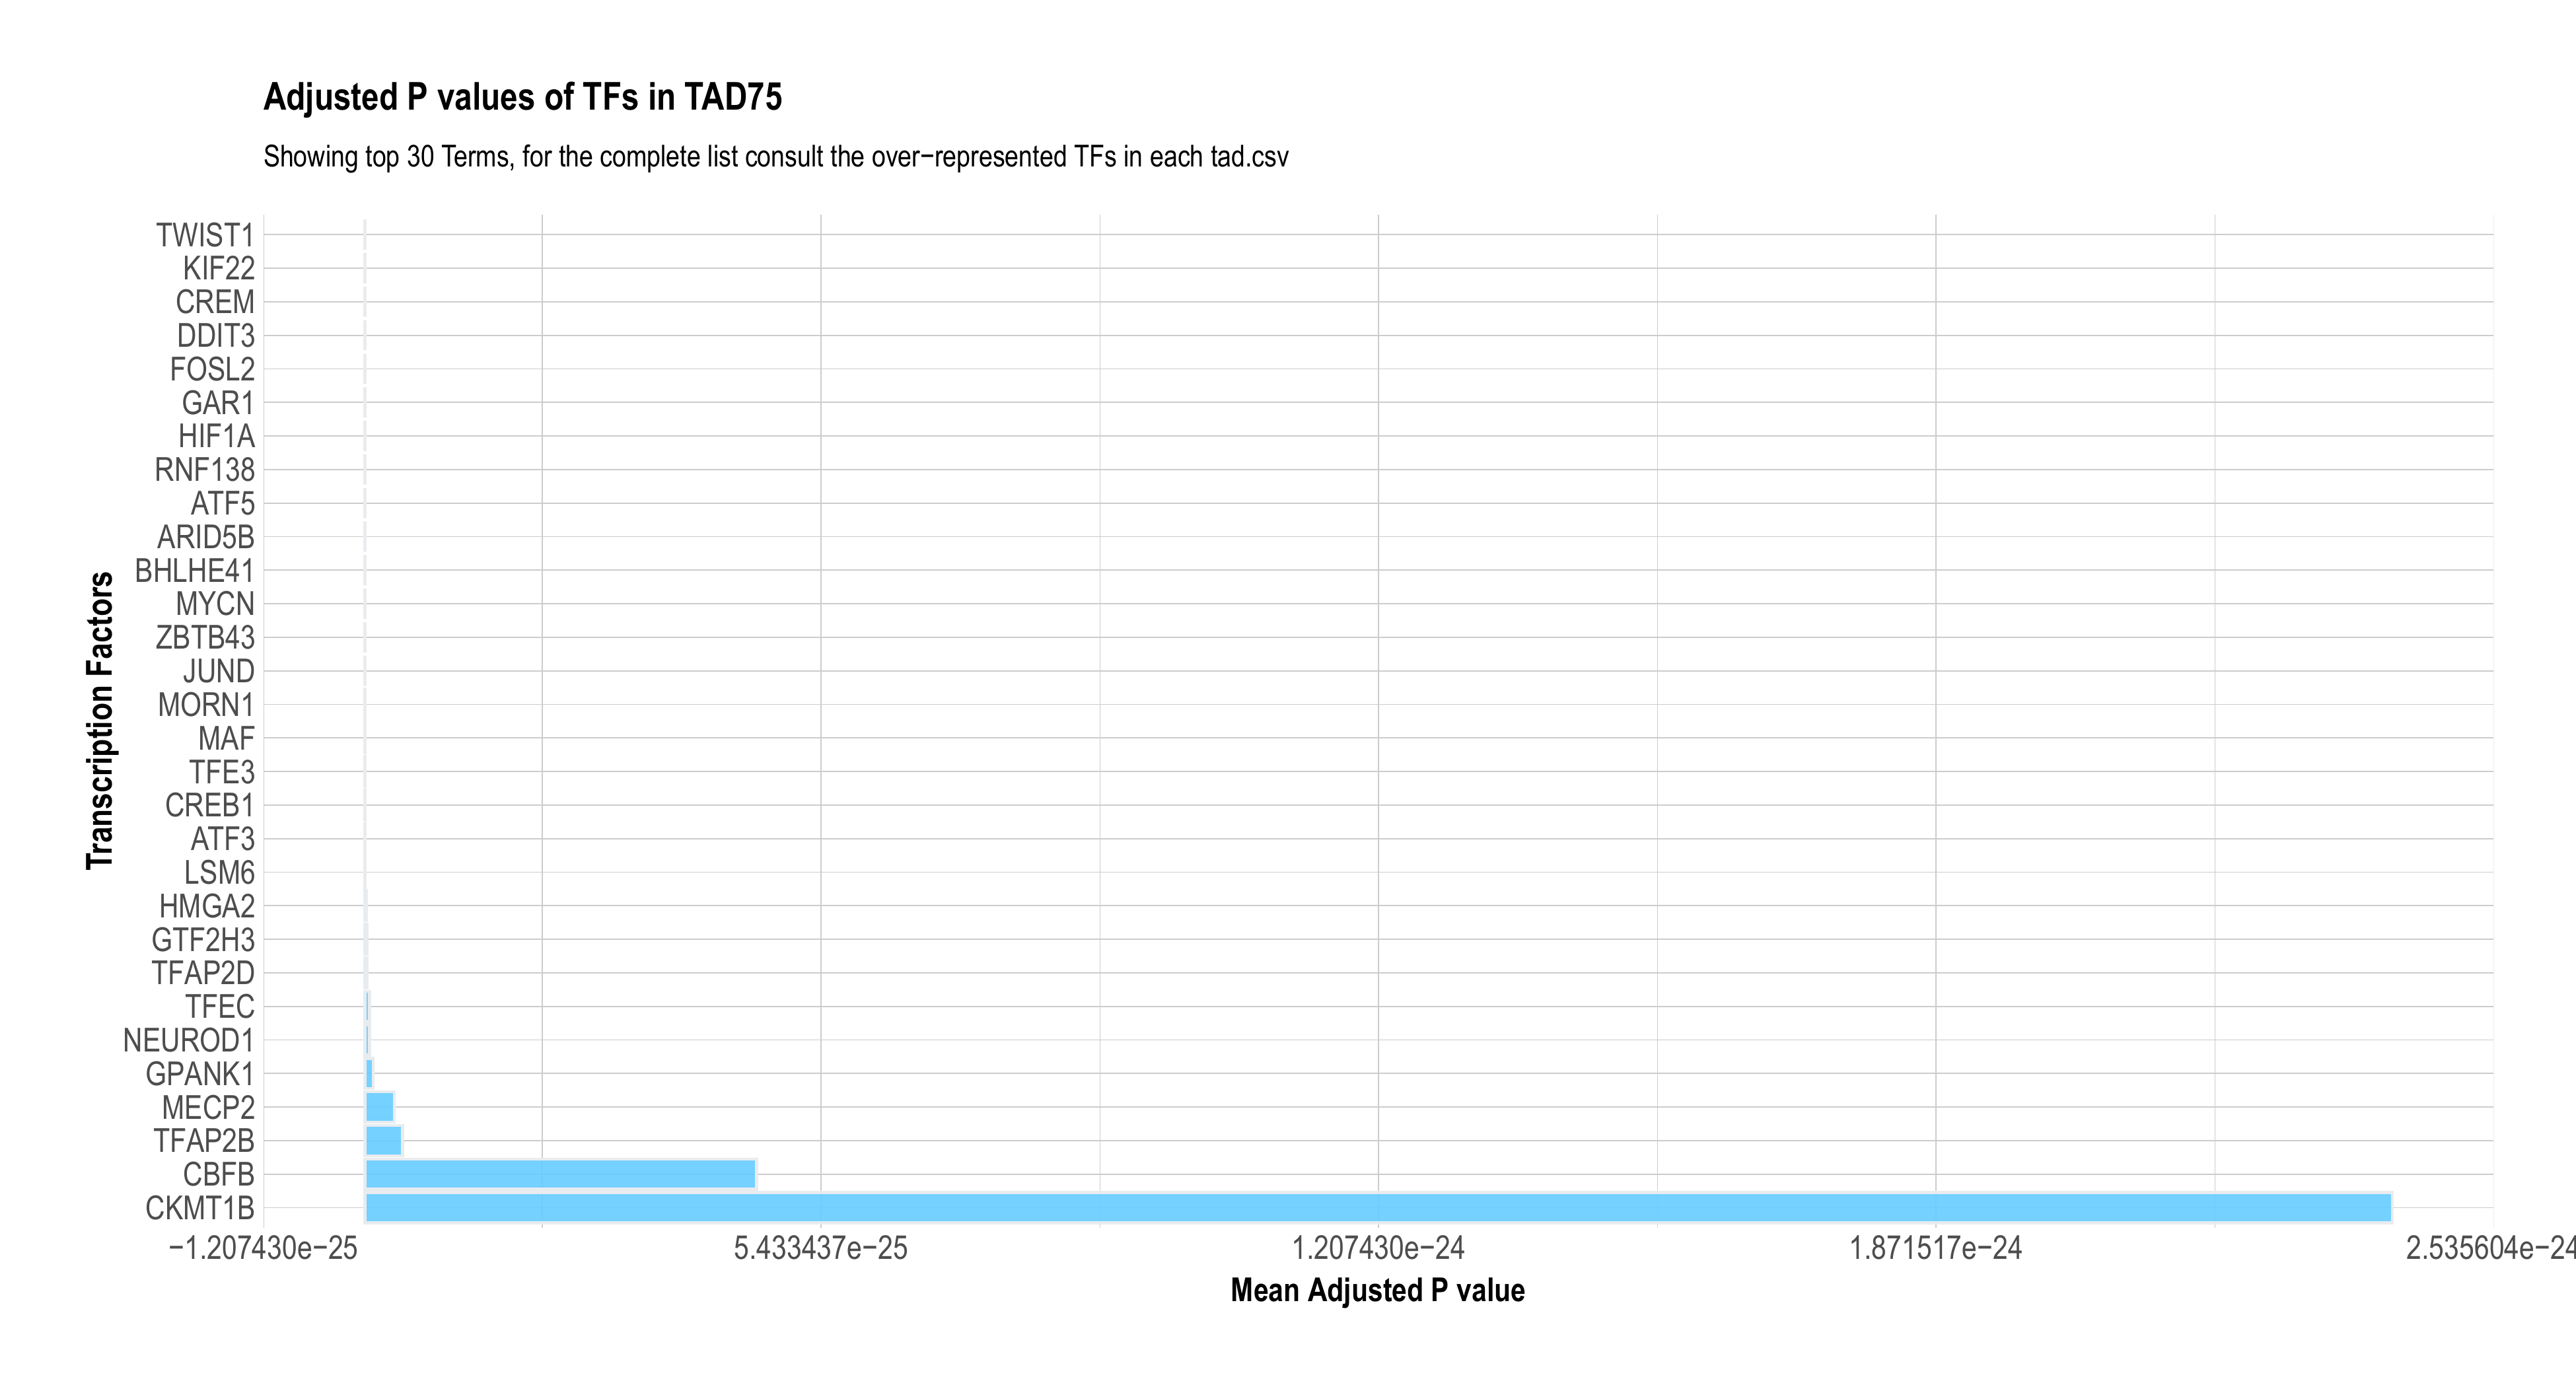 Adjusted P values of TFs in TAD75
Showing top 30 Terms, for the complete list consult the over−represented TFs in each tad.csv
Transcription Factors
TWIST1
KIF22
CREM
DDIT3
FOSL2
GAR1
HIF1A
RNF138
ATF5
ARID5B
BHLHE41
MYCN
ZBTB43
JUND
MORN1
MAF
TFE3
CREB1
ATF3
LSM6
HMGA2
GTF2H3
TFAP2D
TFEC
NEUROD1
GPANK1
MECP2
TFAP2B
CBFB
CKMT1B
−1.207430e−25 5.433437e−25 1.207430e−24 1.871517e−24 2.535604e−24
Mean Adjusted P value